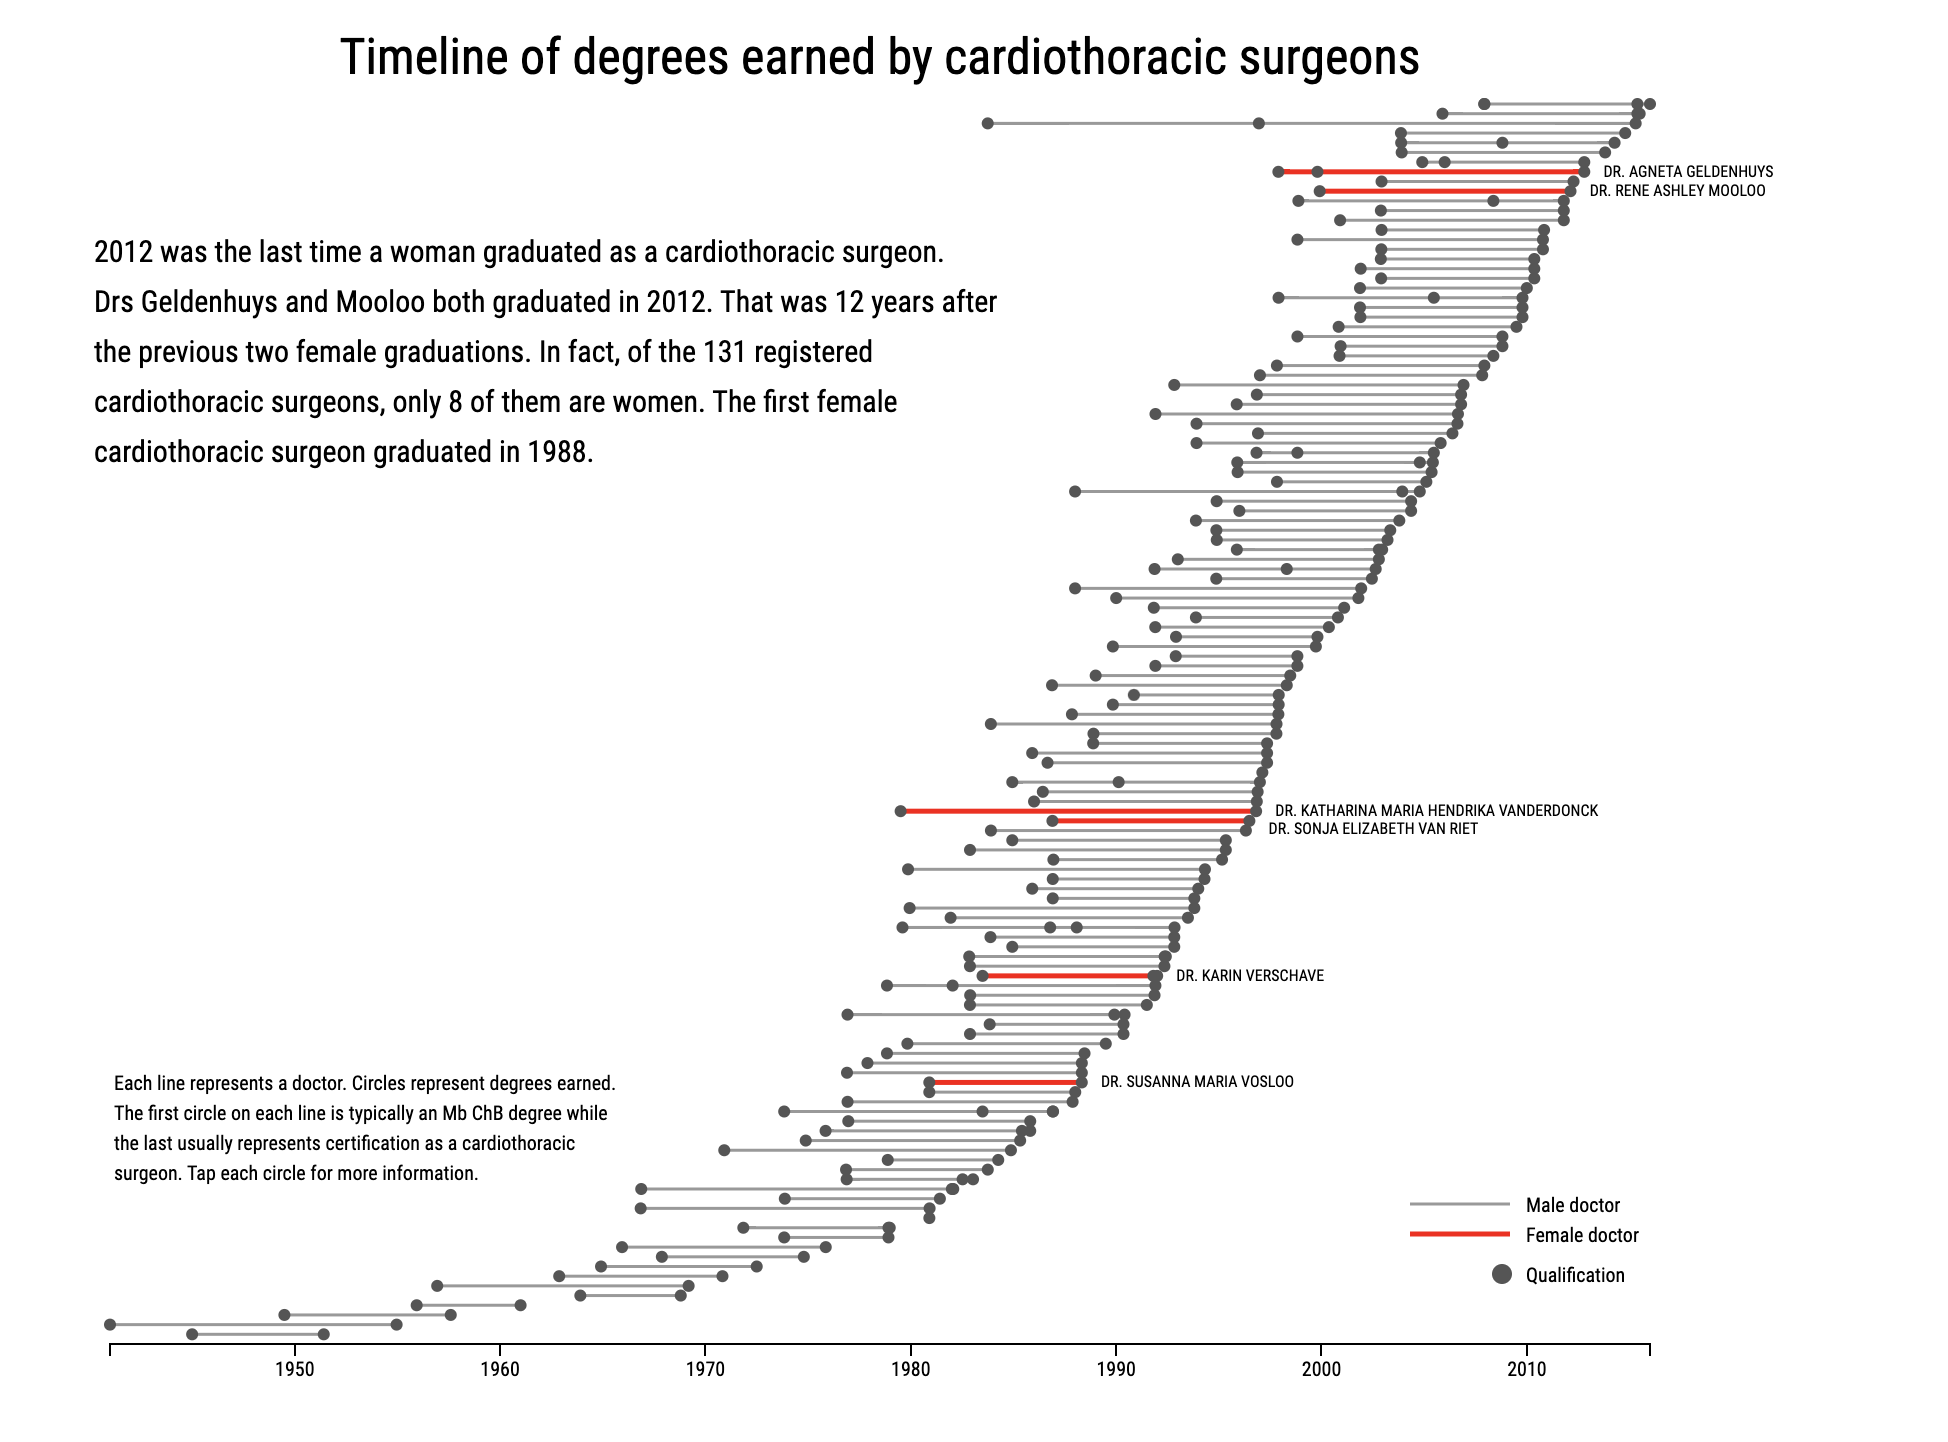 Timeline of degrees earned by cardiothoracic surgeons
DR. AGNETA GELDENHUYS
DR. RENE ASHLEY MOOLOO
2012 was the last time a woman graduated as a cardiothoracic surgeon.
Drs Geldenhuys and Mooloo both graduated in 2012. That was 12 years after
the previous two female graduations. In fact, of the 131 registered
cardiothoracic surgeons, only 8 of them are women. The first female
cardiothoracic surgeon graduated in 1988.
DR. KATHARINA MARIA HENDRIKA VANDERDONCK
DR. SONJA ELIZABETH VAN RIET
DR. KARIN VERSCHAVE
DR. SUSANNA MARIA VOSLOO
Each line represents a doctor. Circles represent degrees earned.
The first circle on each line is typically an Mb ChB degree while
the last usually represents certification as a cardiothoracic
surgeon. Tap each circle for more information.
Male doctor
Female doctor
Qualification
1950 1960 1970 1980 1990 2000 2010